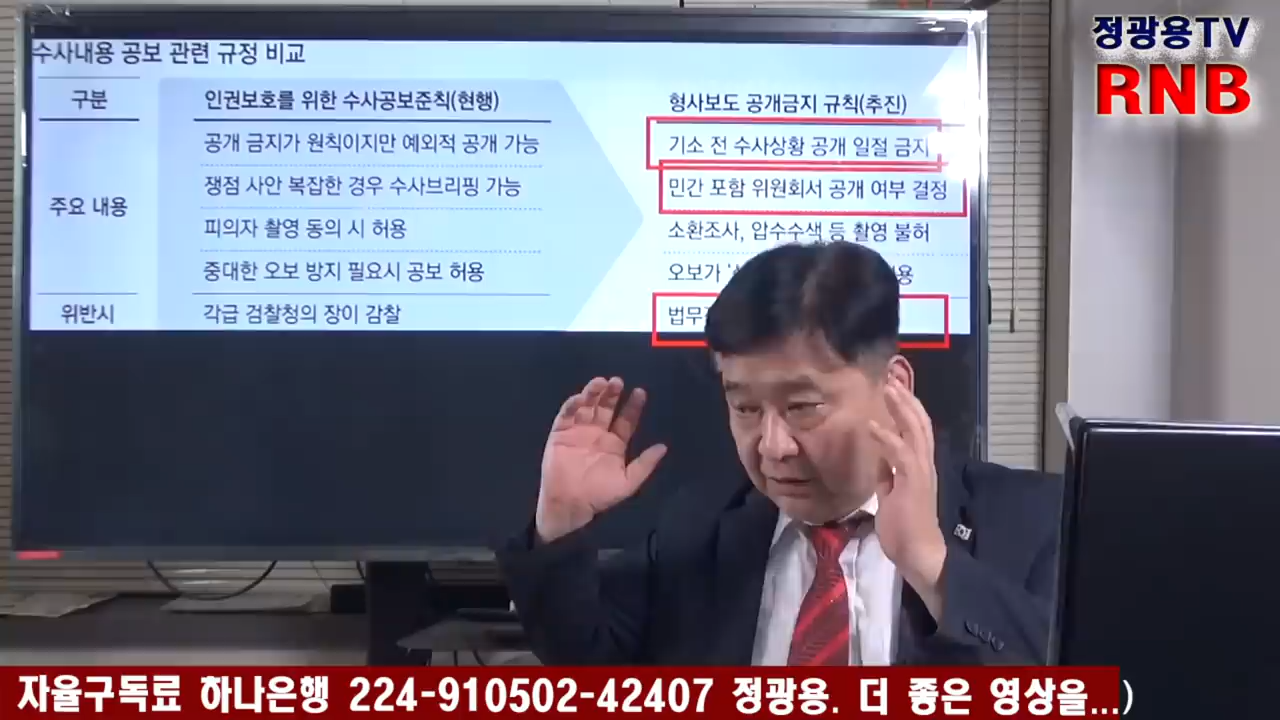 정광용TV
RNB
수사내용 공보 관련 규정 비교
구분 인권보호를 위한 수사공보준칙(현행) 형사보도 공개금지 규칙(추진)
공개 금지가 원칙이지만 예외적 공개 가능 기소 전 수사상황 공개 일절 금지
쟁점 사안 복잡한 경우 수사브리핑 가능 민간 포함 위원회서 공개 여부 결정
주요 내용
피의자 촬영 동의 시 허용 소환조사, 압수수색 등 촬영 불허
중대한 오보 방지 필요시 공보 허용 오보가
위반시 각급 검찰청의 장이 감찰
자율구독료 하나은행 224-910502-42407 정광용. 더 좋은 영상을...)